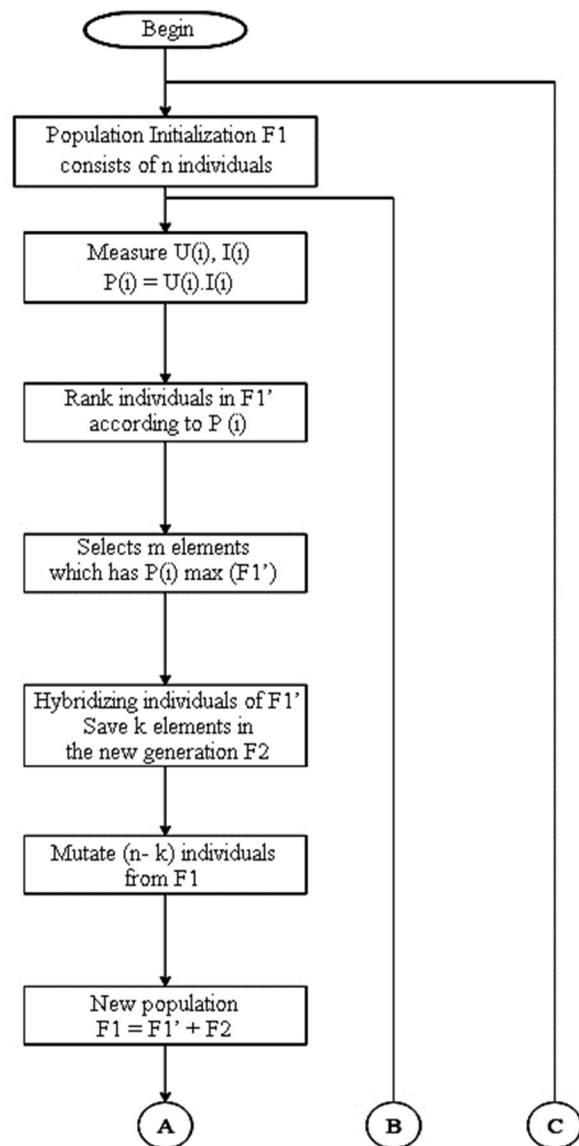 Begin
Population Initialization F1
consists of n individuals
Measure U(i), I(i)
P(i) = U(i).I(i)
Rank individuals in F1’
according to P (i)
Selects m elements
which has P(i) max (F1’)
Hybridizing individuals of F1’
Save k elements in
the new generation F2
Mutate (n- k) individuals
from F1
New population
F1 = F1’ + F2
A
B
C